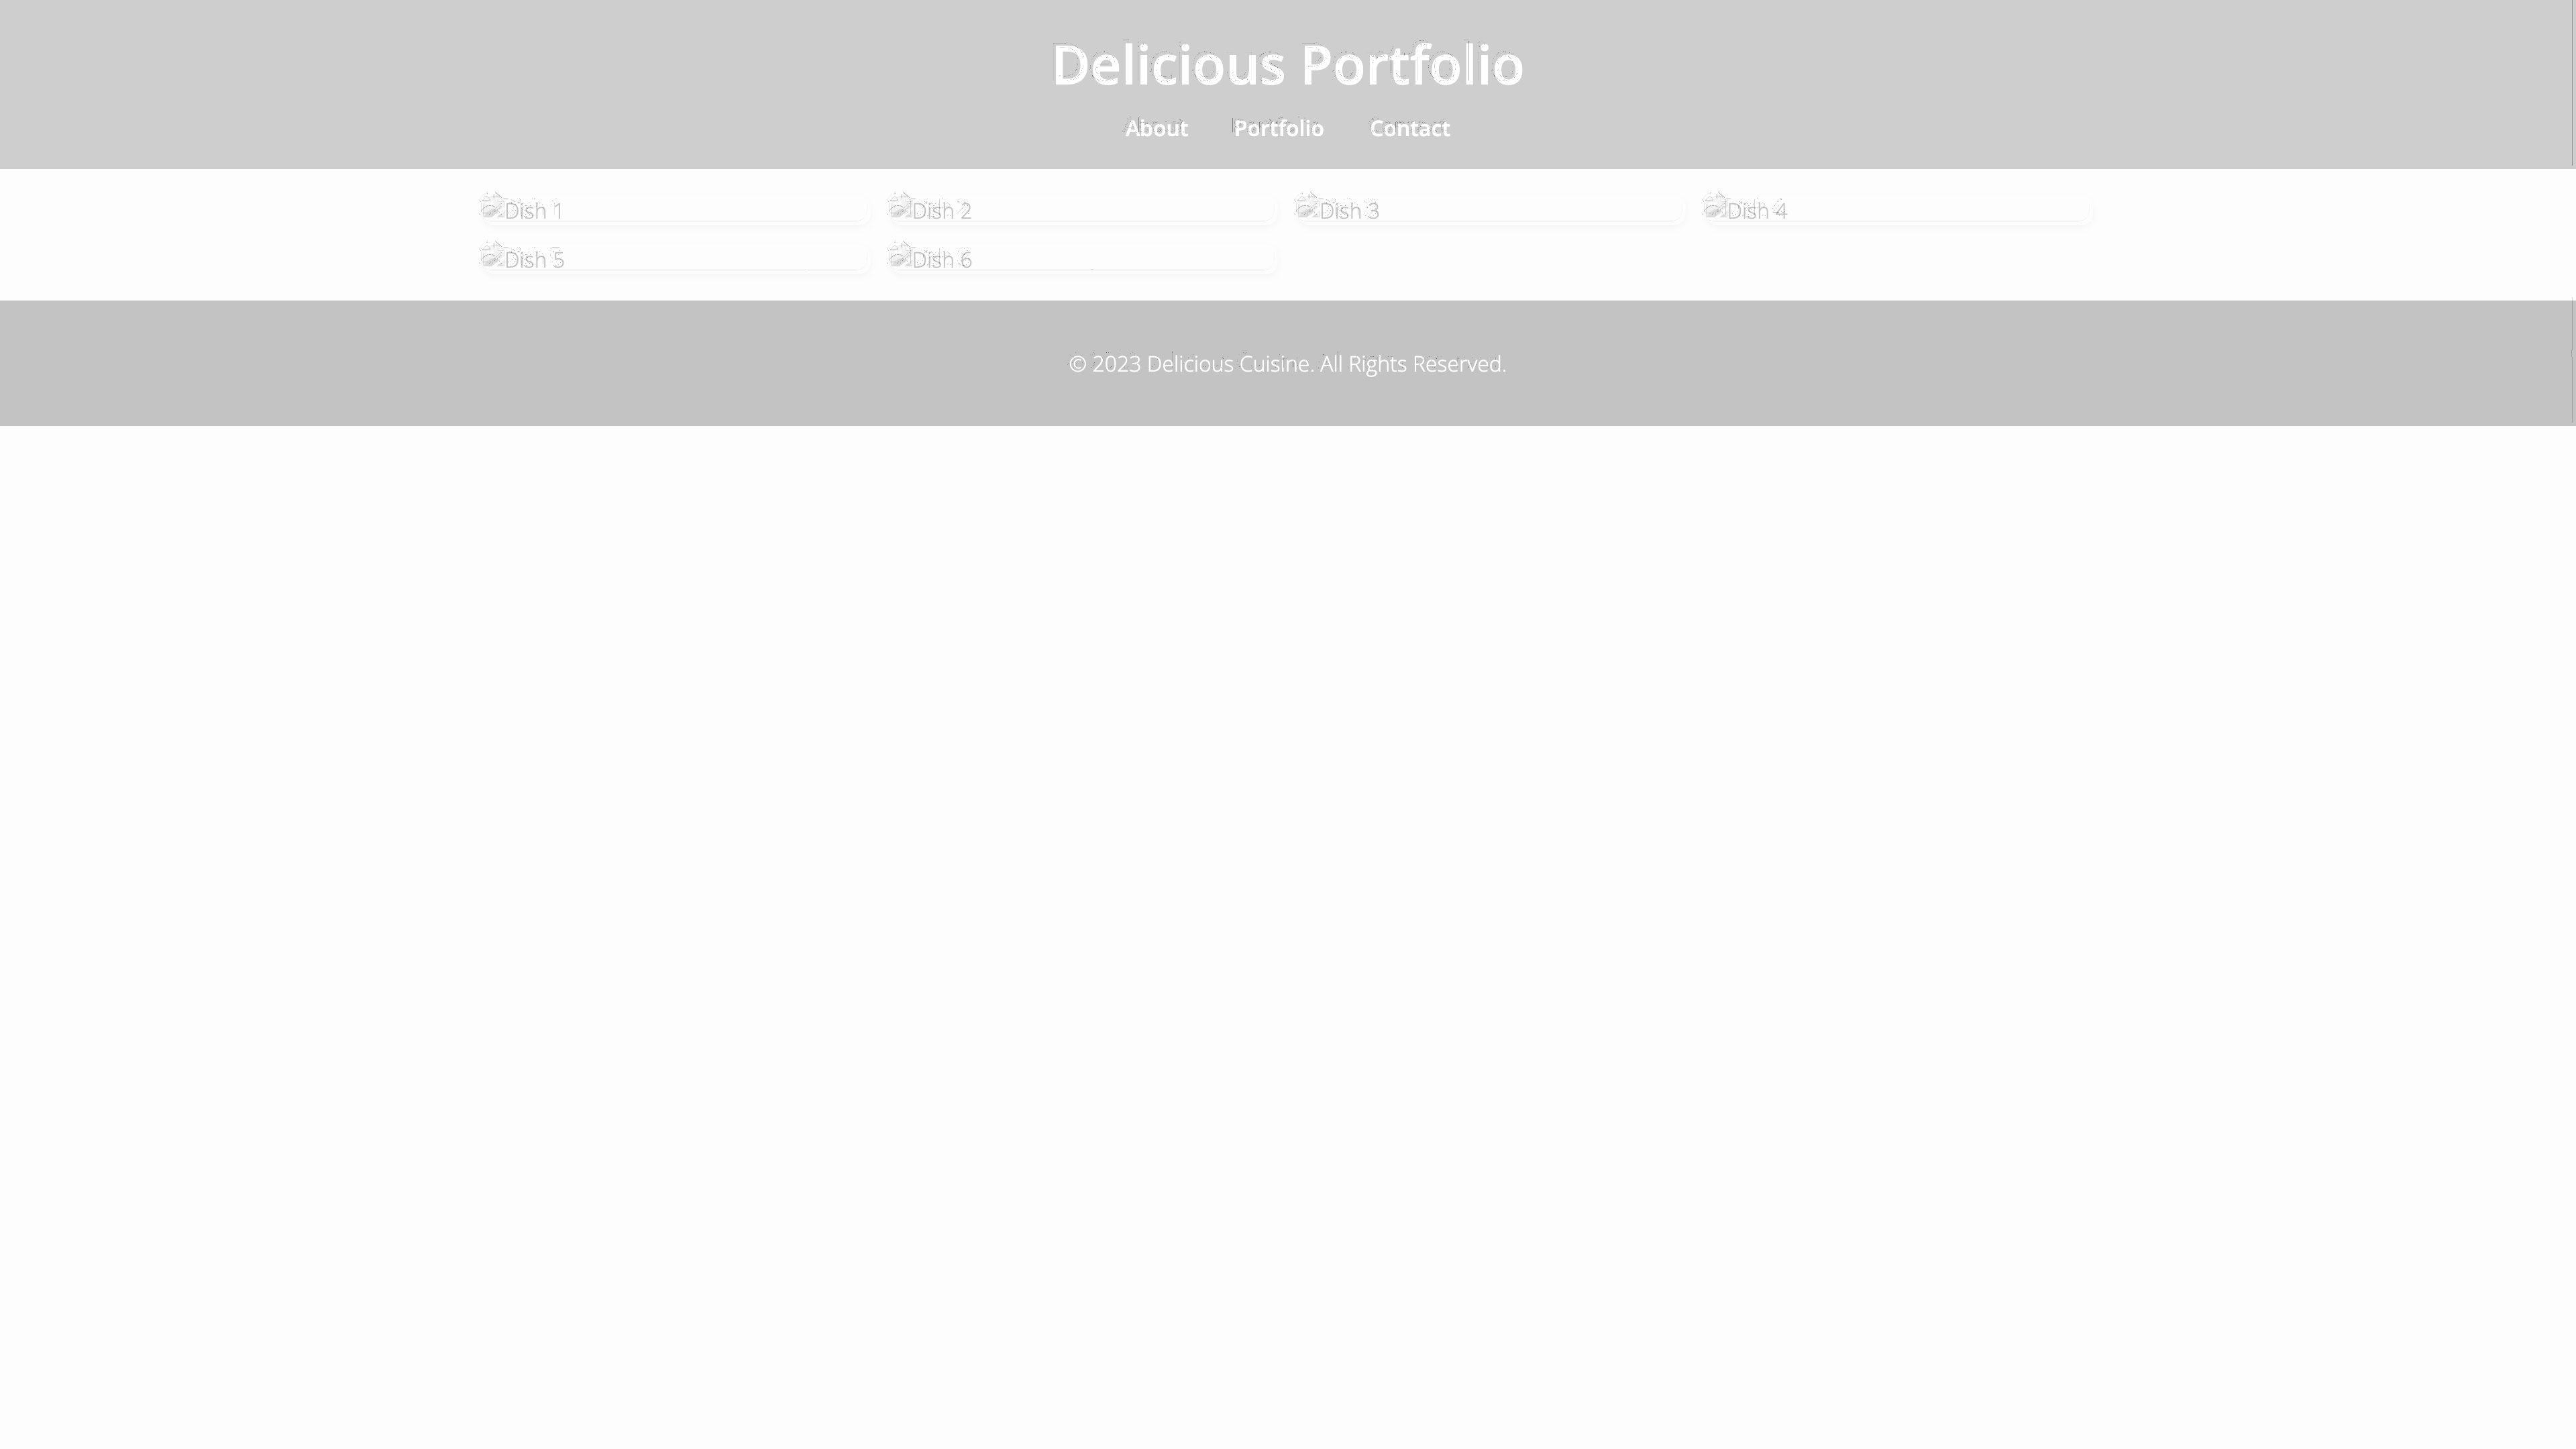 Delicious Portfolio
About Portfolio Contact
Dish 1 Dish 2 Dish 3 Dish 4
Dish 5 Dish 6
© 2023 Delicious Cuisine. All Rights Reserved.